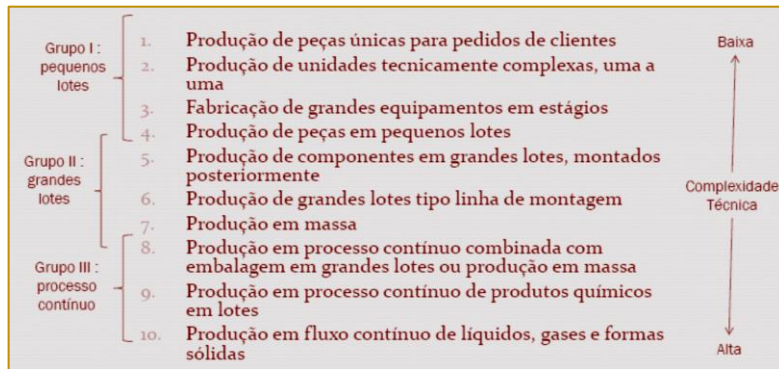 Grupo I :
pequenos
lotes
1. Produção de peças únicas para pedidos de clientes
2. Produção de unidades tecnicamente complexas, uma a
uma
3. Fabricação de grandes equipamentos em estágios
4. Produção de peças em pequenos lotes
Grupo II :
grandes
lotes
5. Produção de componentes em grandes lotes, montados
posteriormente
6. Produção de grandes lotes tipo linha de montagem
7. Produção em massa
Grupo III :
processo
contínuo
8. Produção em processo contínuo combinada com
embalagem em grandes lotes ou produção em massa
9. Produção em processo contínuo de produtos químicos
em lotes
10. Produção em fluxo contínuo de líquidos, gases e formas
sólidas
Baixa
Complexidade
Técnica
Alta